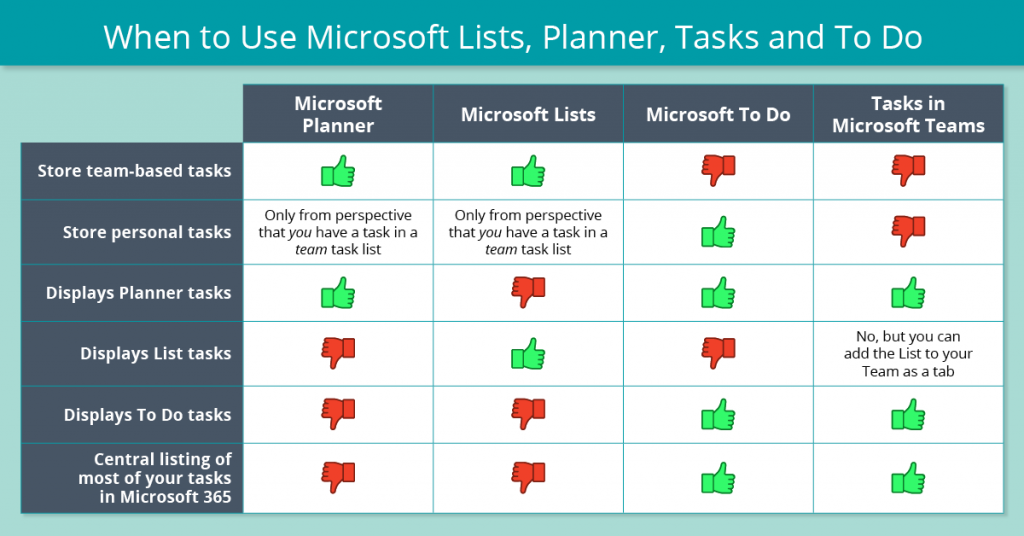 When to Use Microsoft Lists, Planner, Tasks and To Do
Microsoft
Planner
Microsoft Lists
Microsoft To Do
Tasks in
Microsoft Teams
Store team-based tasks
Store personal tasks
Only from perspective
that you have a task in a
team task list
Only from perspective
that you have a task in a
team task list
Displays Planner tasks
Displays List tasks
No, but you can
add the List to your
Team as a tab
Displays To Do tasks
Central listing of
most of your tasks
in Microsoft 365